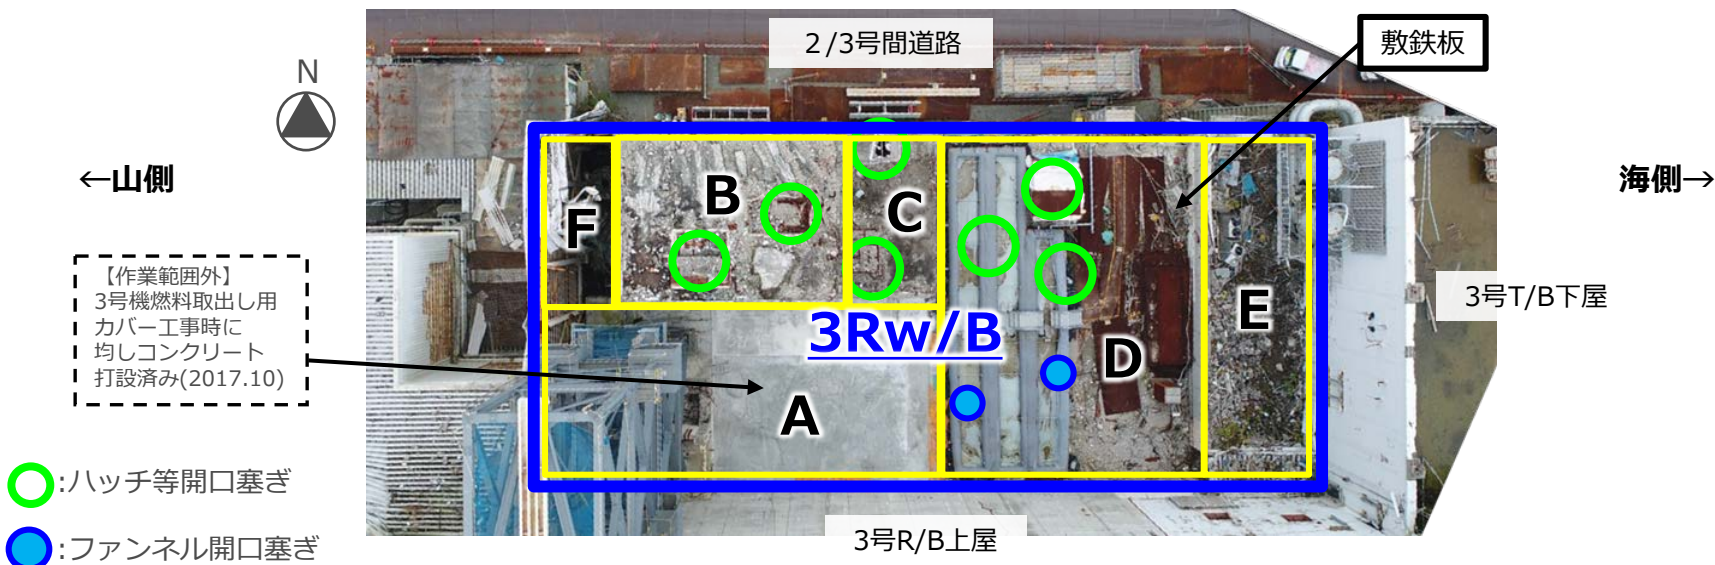 ２/3号間道路
敷鉄板
N
←山側
海側→
B
C
F
【作業範囲外】
3号機燃料取出し用
カバー工事時に
均しコンクリート
打設済み(2017.10)
3号T/B下屋
E
3Rw/B
D
A
:ハッチ等開口塞ぎ
3号R/B上屋
:ファンネル開口塞ぎ